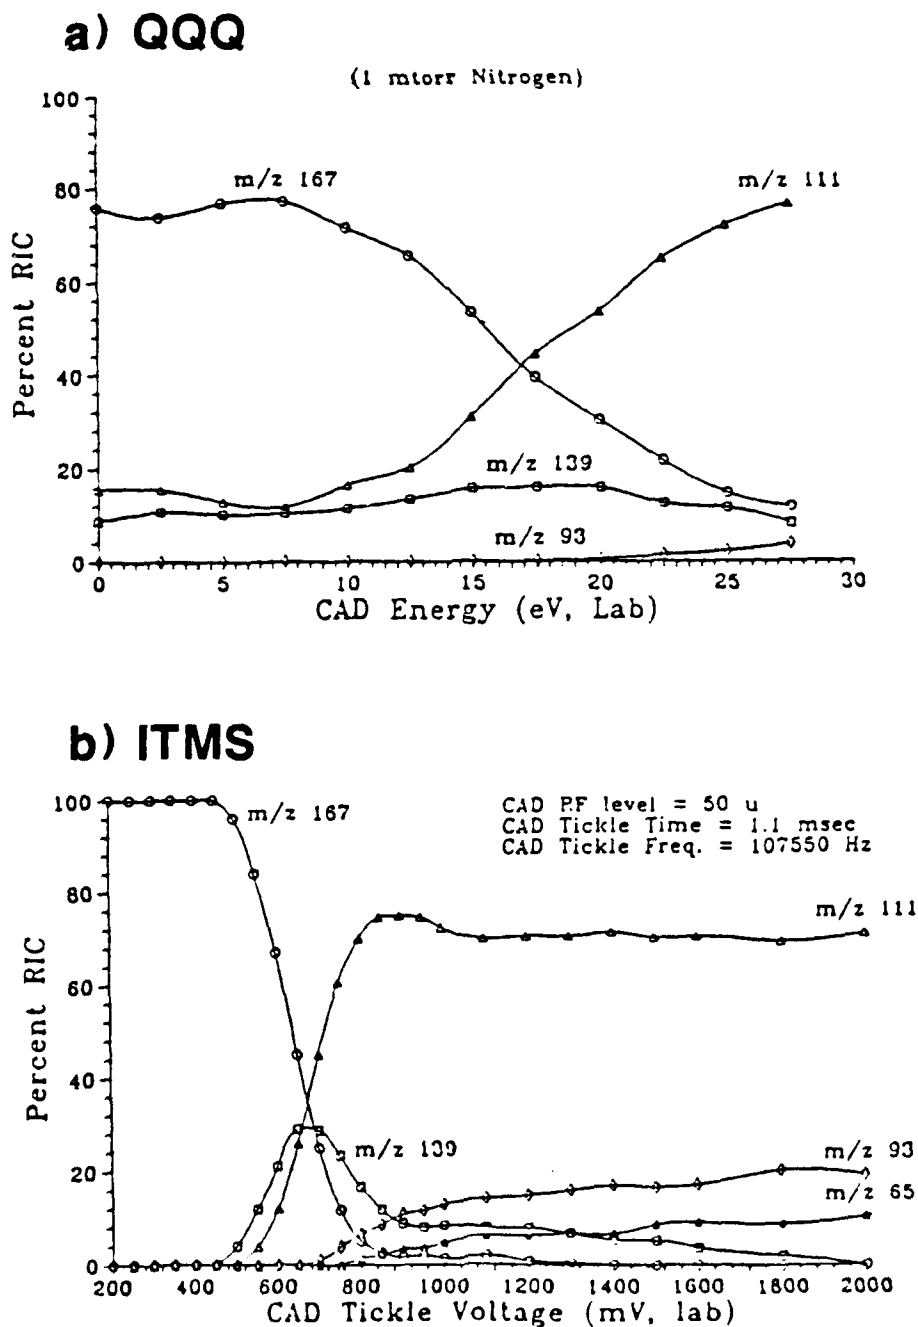 a) QQQ
(1 mtorr Nitrogen)
100
80
60
40
20
0
Percent RIC
m/z 167
m/z 111
m/z 139
m/z 93
0 5 10 15 20 25 30
CAD Energy (eV, Lab)
b) ITMS
CAD RF level = 50 u
CAD Tickle Time = 1.1 msec
CAD Tickle Freq. = 107550 Hz
100
80
60
40
20
0
Percent RIC
m/z 167
m/z 111
m/z 139
m/z 93
m/z 65
200 400 600 800 1000 1200 1400 1600 1800 2000
CAD Tickle Voltage (mV, lab)